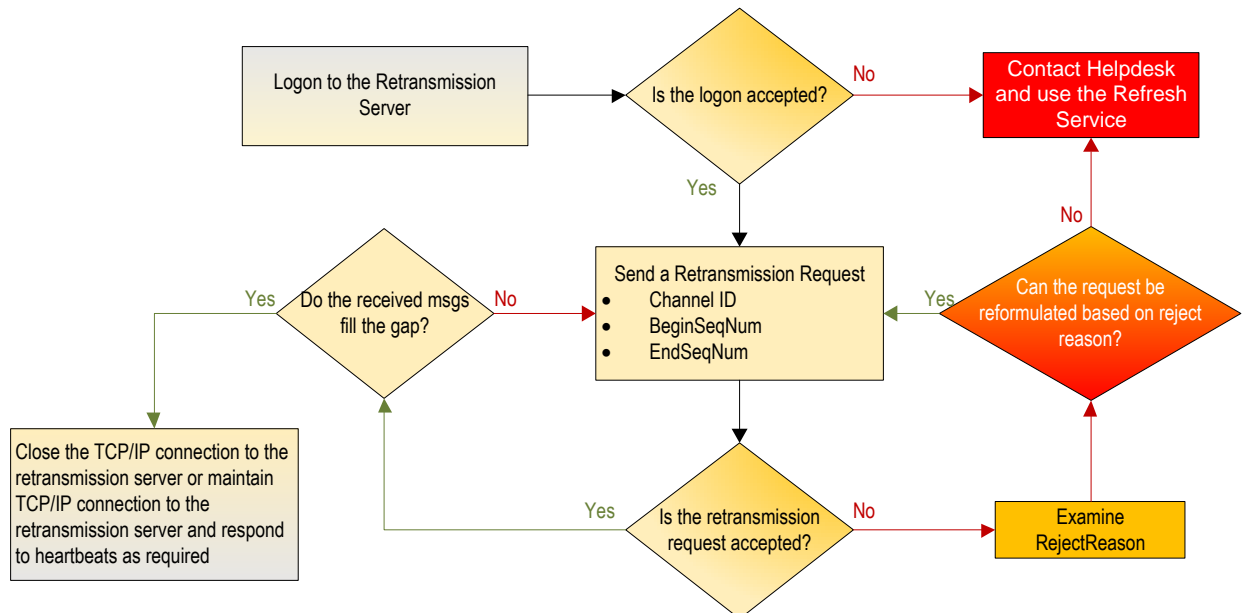 Logon to the Retransmission
Server
Is the logon accepted?
No
Contact Helpdesk
and use the Refresh
Service
Yes
No
Send a Retransmission Request
• Channel ID
• BeginSeqNum
• EndSeqNum
Yes
Do the received msgs
fill the gap?
No
Yes
Can the request be
reformulated based on reject
reason?
Close the TCP/IP connection to the
retransmission server or maintain
TCP/IP connection to the
retransmission server and respond
to heartbeats as required
Yes
Is the retransmission
request accepted?
No
Examine
RejectReason